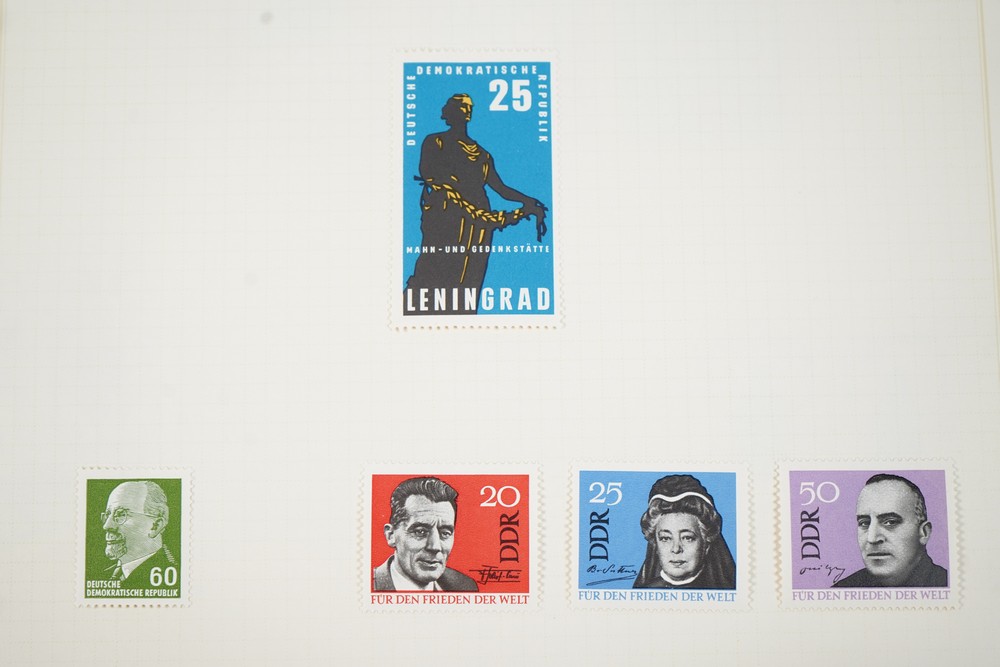 DEUTSCHE DEMOKRATISCHE REPUBLIK
25
MAHN-UND GEDENKSTÄTTE
LENINGRAD
DEUTSCHE
DEMOKRATISCHE REPUBLIK
60
20
DDR
FÜR DEN FRIEDEN DER WELT
25
DDR
FÜR DEN FRIEDEN DER WELT
50
DDR
FÜR DEN FRIEDEN DER WELT